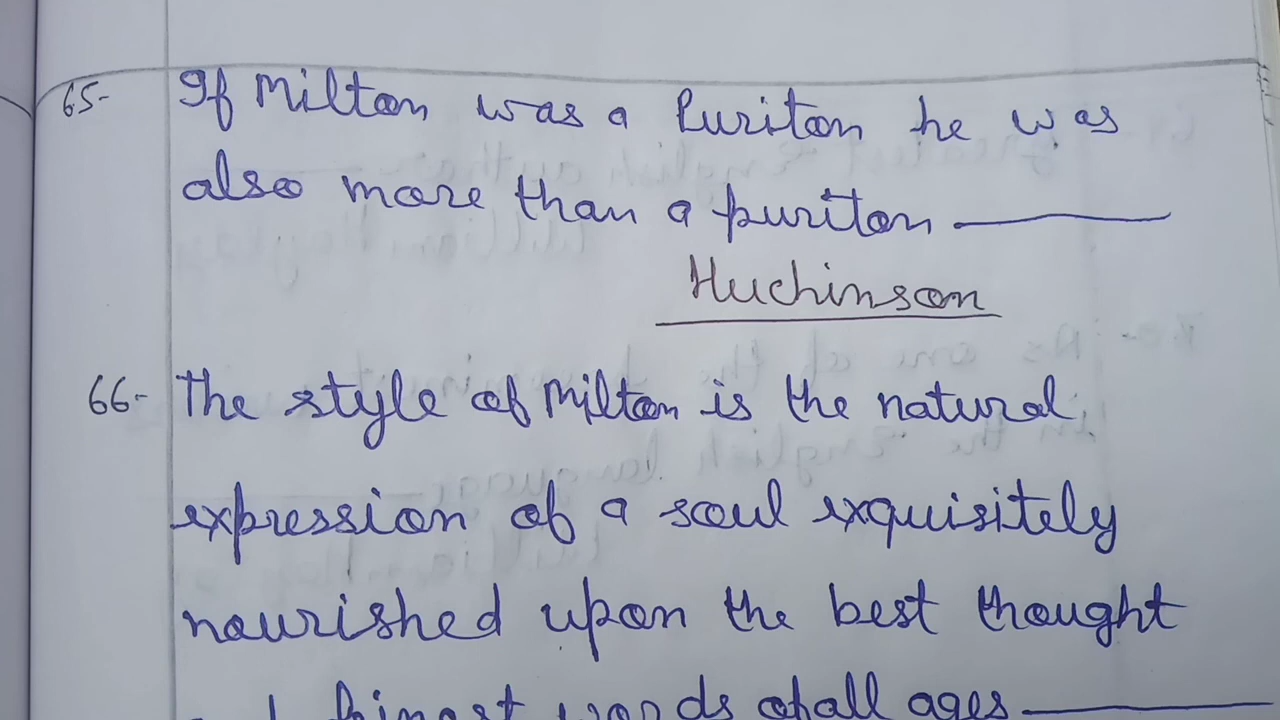 65- If Milton was a Puriton he was
also more than a puriton ——
Huchinson
66- The style of Milton is the natural
expression of a soul exquisitely
nourished upon the best thought
words of all ages ——